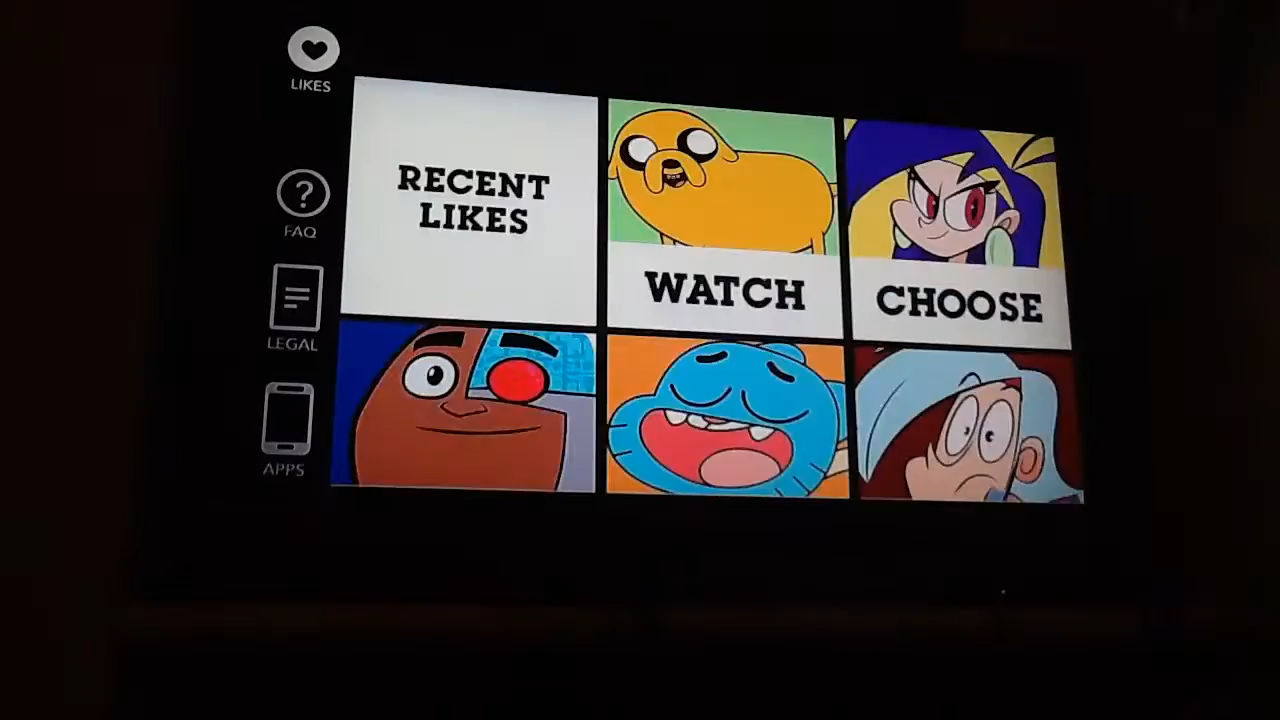 LIKES
FAQ
LEGAL
APPS
RECENT
LIKES
WATCH
CHOOSE